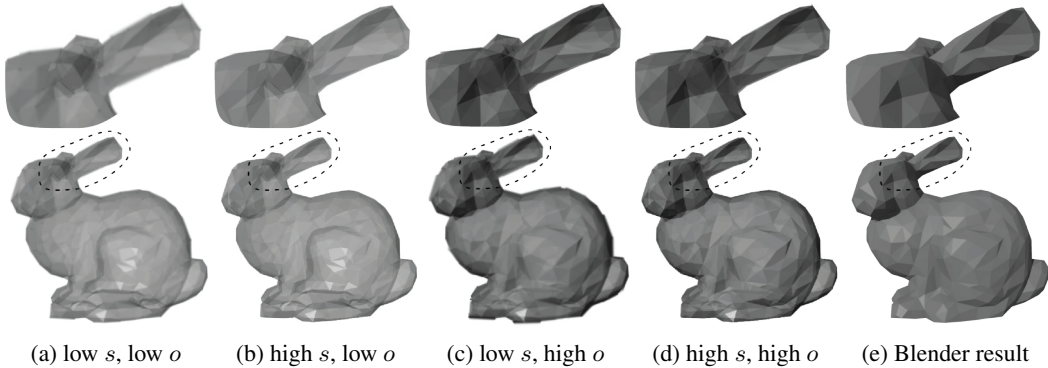 (a) low s, low o (b) high s, low o (c) low s, high o (d) high s, high o (e) Blender result